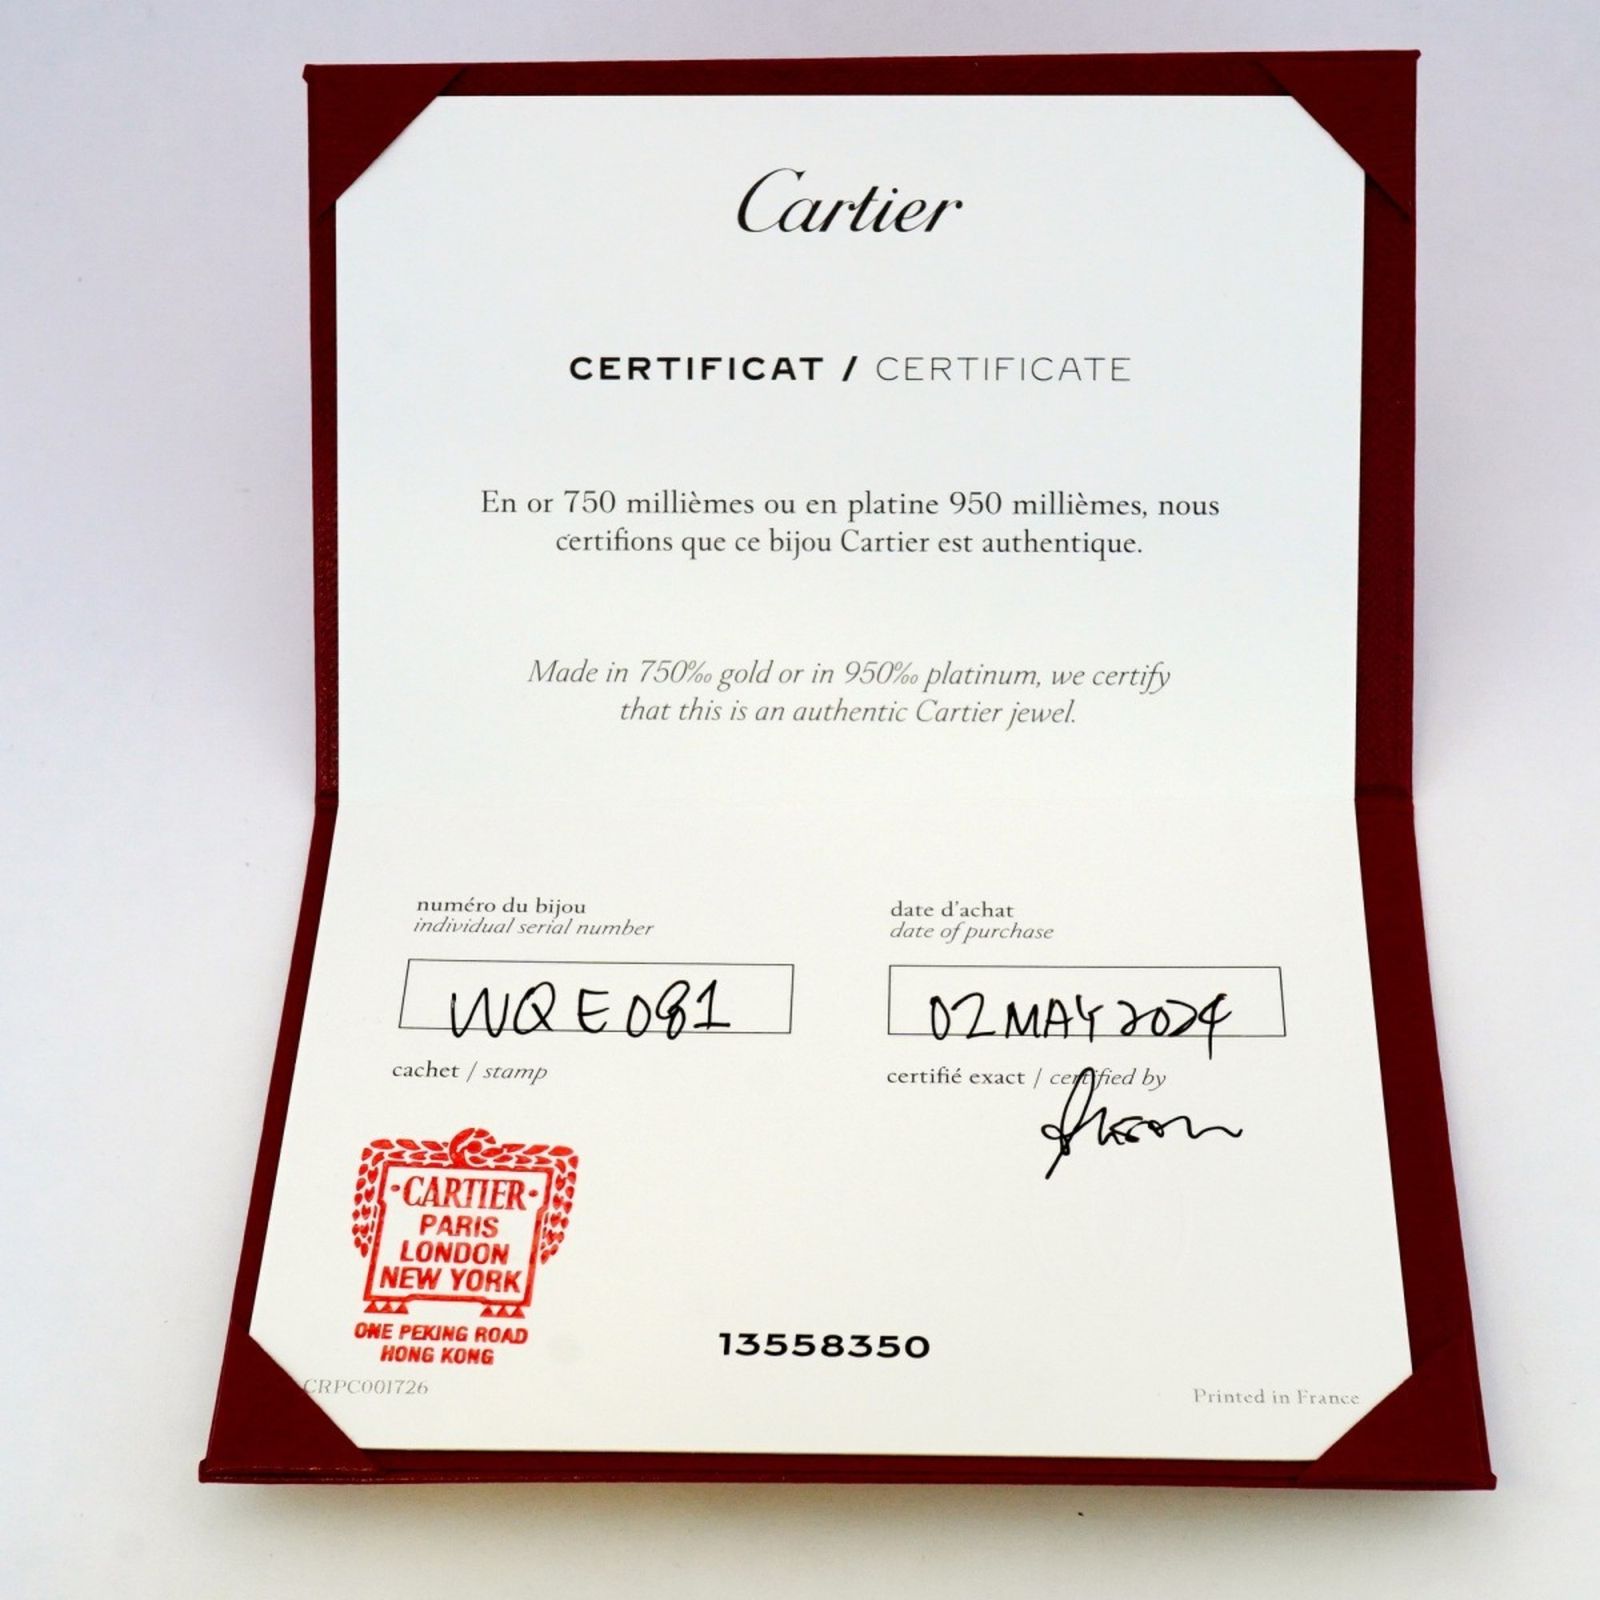 Cartier
CERTIFICAT / CERTIFICATE
En or 750 millièmes ou en platine 950 millièmes, nous
certifions que ce bijou Cartier est authentique.
Made in 750‰ gold or in 950‰ platinum, we certify
that this is an authentic Cartier jewel.
numéro du bijou
individual serial number
WQE081
cachet / stamp
date d'achat
date of purchase
02 MAY 2024
certifié exact / certified by
·CARTIER·
PARIS
LONDON
NEW YORK
ONE PEKING ROAD
HONG KONG
13558350
CRPC001726
Printed in France